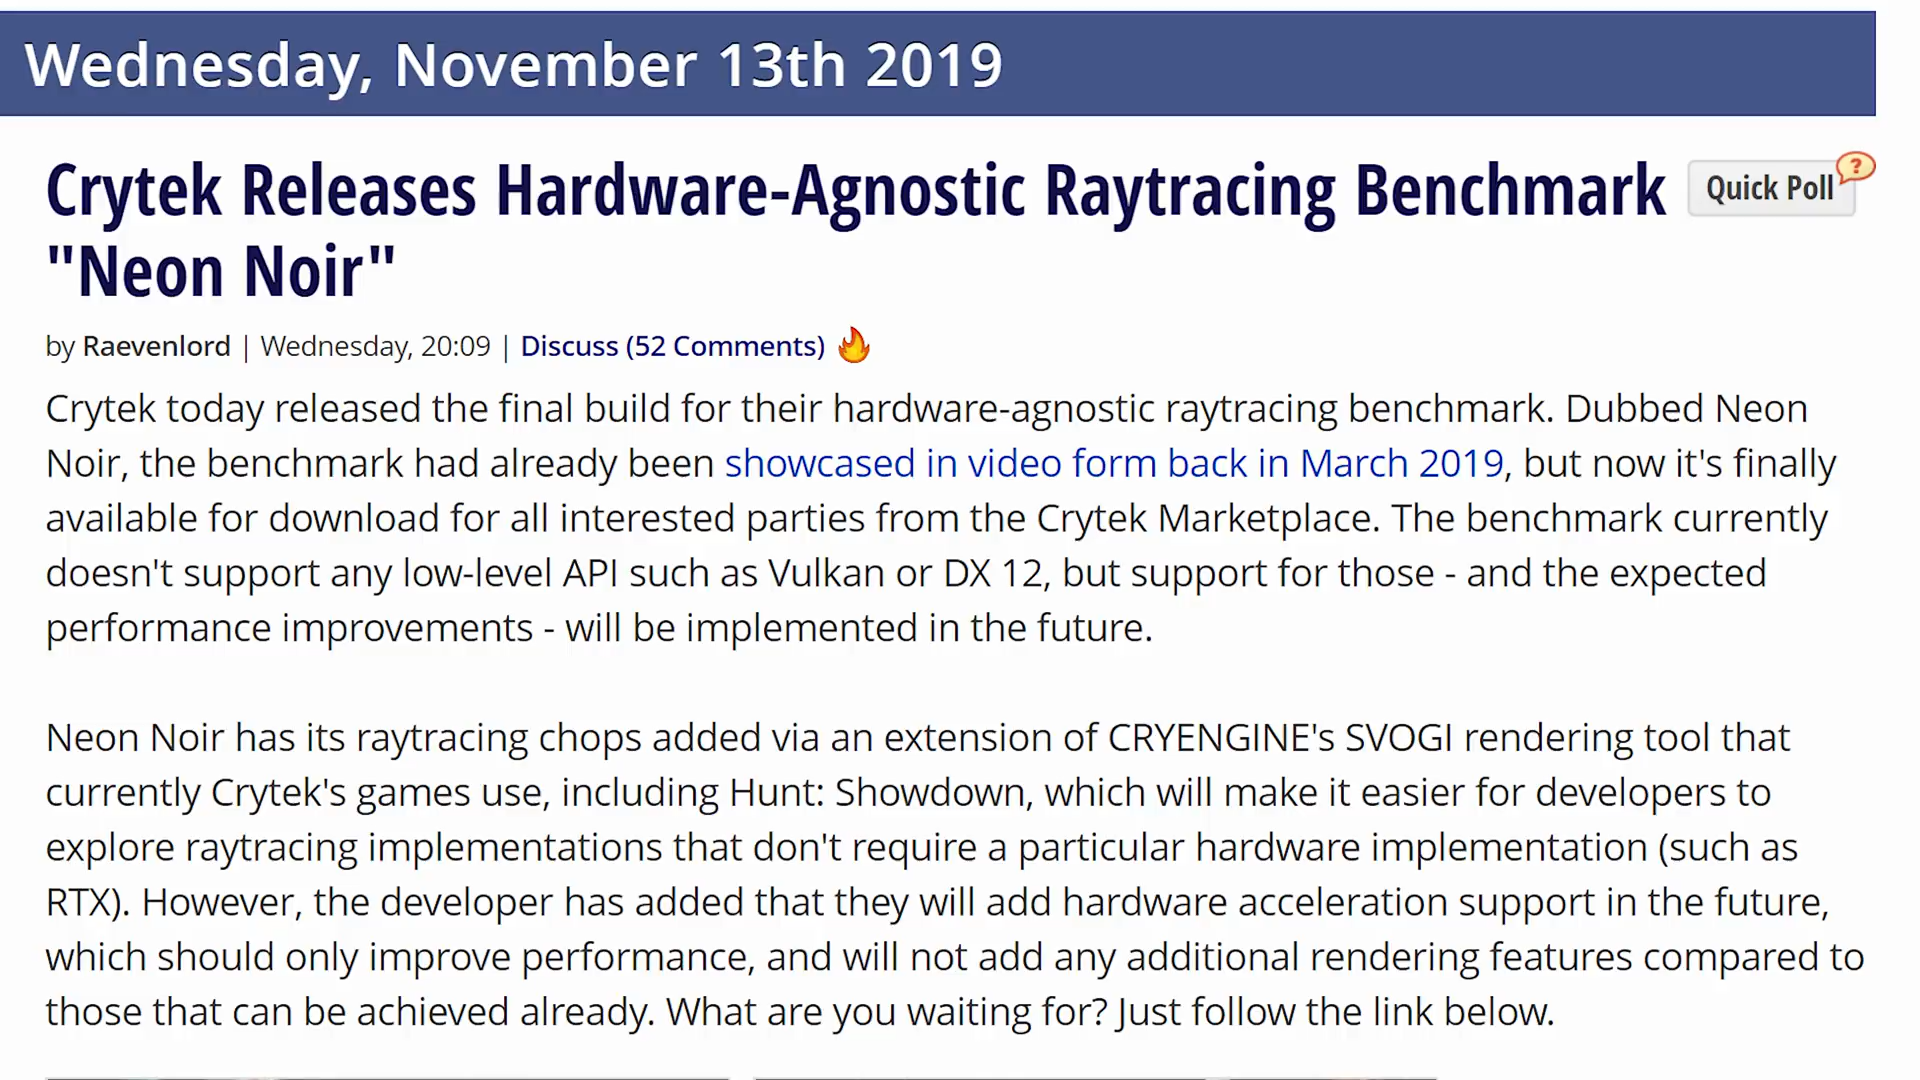 Wednesday, November 13th 2019
Crytek Releases Hardware-Agnostic Raytracing Benchmark
"Neon Noir"
Quick Poll
?
by Raevenlord | Wednesday, 20:09 | Discuss (52 Comments)
Crytek today released the final build for their hardware-agnostic raytracing benchmark. Dubbed Neon
Noir, the benchmark had already been showcased in video form back in March 2019, but now it's finally
available for download for all interested parties from the Crytek Marketplace. The benchmark currently
doesn't support any low-level API such as Vulkan or DX 12, but support for those - and the expected
performance improvements - will be implemented in the future.
Neon Noir has its raytracing chops added via an extension of CRYENGINE's SVOGI rendering tool that
currently Crytek's games use, including Hunt: Showdown, which will make it easier for developers to
explore raytracing implementations that don't require a particular hardware implementation (such as
RTX). However, the developer has added that they will add hardware acceleration support in the future,
which should only improve performance, and will not add any additional rendering features compared to
those that can be achieved already. What are you waiting for? Just follow the link below.